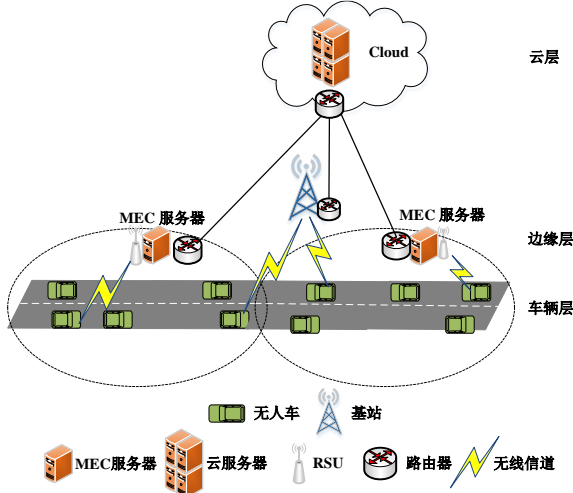 Cloud
云层
MEC 服务器
MEC 服务器
边缘层
车辆层
无人车
基站
MEC服务器
云服务器
RSU
路由器
无线信道